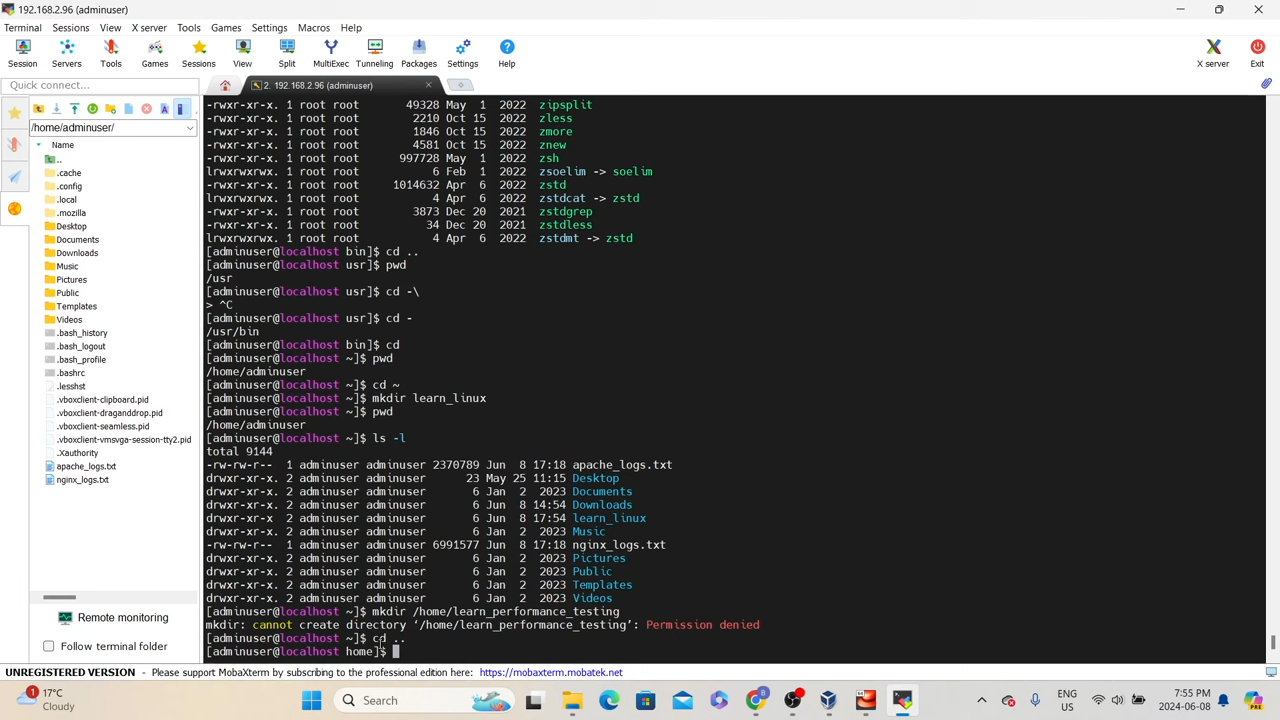 192.168.2.96 (adminuser)
Terminal Sessions View X server Tools Games Settings Macros Help
Session Servers Tools Games Sessions View Split MultiExec Tunneling Packages Settings Help X server Exit
Quick connect...
2. 192.168.2.96 (adminuser)
/home/adminuser/
Name
..
.cache
.config
.local
.mozilla
Desktop
Documents
Downloads
Music
Pictures
Public
Templates
Videos
.bash_history
.bash_logout
.bash_profile
.bashrc
.lesshst
.vboxclient-clipboard.pid
.vboxclient-draganddrop.pid
.vboxclient-seamless.pid
.vboxclient-vmsvga-session-tty2.pid
.Xauthority
apache_logs.txt
nginx_logs.txt
Remote monitoring
Follow terminal folder
-rwxr-xr-x. 1 root root 49328 May 1 2022 zipsplit
-rwxr-xr-x. 1 root root 2210 Oct 15 2022 zless
-rwxr-xr-x. 1 root root 1846 Oct 15 2022 zmore
-rwxr-xr-x. 1 root root 4581 Oct 15 2022 znew
-rwxr-xr-x. 1 root root 997728 May 1 2022 zsh
lrwxrwxrwx. 1 root root 6 Feb 1 2022 zsoelim -> soelim
-rwxr-xr-x. 1 root root 1014632 Apr 6 2022 zstd
lrwxrwxrwx. 1 root root 4 Apr 6 2022 zstdcat -> zstd
-rwxr-xr-x. 1 root root 3873 Dec 20 2021 zstdgrep
-rwxr-xr-x. 1 root root 34 Dec 20 2021 zstdless
lrwxrwxrwx. 1 root root 4 Apr 6 2022 zstdmt -> zstd
[adminuser@localhost bin]$ cd ..
[adminuser@localhost usr]$ pwd
/usr
[adminuser@localhost usr]$ cd -\
> ^C
[adminuser@localhost usr]$ cd -
/usr/bin
[adminuser@localhost bin]$ cd
[adminuser@localhost ~]$ pwd
/home/adminuser
[adminuser@localhost ~]$ cd ~
[adminuser@localhost ~]$ mkdir learn_linux
[adminuser@localhost ~]$ pwd
/home/adminuser
[adminuser@localhost ~]$ ls -l
total 9144
-rw-rw-r-- 1 adminuser adminuser 2370789 Jun 8 17:18 apache_logs.txt
drwxr-xr-x. 2 adminuser adminuser 23 May 25 11:15 Desktop
drwxr-xr-x. 2 adminuser adminuser 6 Jan 2 2023 Documents
drwxr-xr-x. 2 adminuser adminuser 6 Jun 8 14:54 Downloads
drwxr-xr-x 2 adminuser adminuser 6 Jun 8 17:54 learn_linux
drwxr-xr-x. 2 adminuser adminuser 6 Jan 2 2023 Music
-rw-rw-r-- 1 adminuser adminuser 6991577 Jun 8 17:18 nginx_logs.txt
drwxr-xr-x. 2 adminuser adminuser 6 Jan 2 2023 Pictures
drwxr-xr-x. 2 adminuser adminuser 6 Jan 2 2023 Public
drwxr-xr-x. 2 adminuser adminuser 6 Jan 2 2023 Templates
drwxr-xr-x. 2 adminuser adminuser 6 Jan 2 2023 Videos
[adminuser@localhost ~]$ mkdir /home/learn_performance_testing
mkdir: cannot create directory ‘/home/learn_performance_testing’: Permission denied
[adminuser@localhost ~]$ cd ..
[adminuser@localhost home]$
UNREGISTERED VERSION - Please support MobaXterm by subscribing to the professional edition here: https://mobaxterm.mobatek.net
1
17°C
Cloudy
Search
ENG
US
7:55 PM
2024-06-08